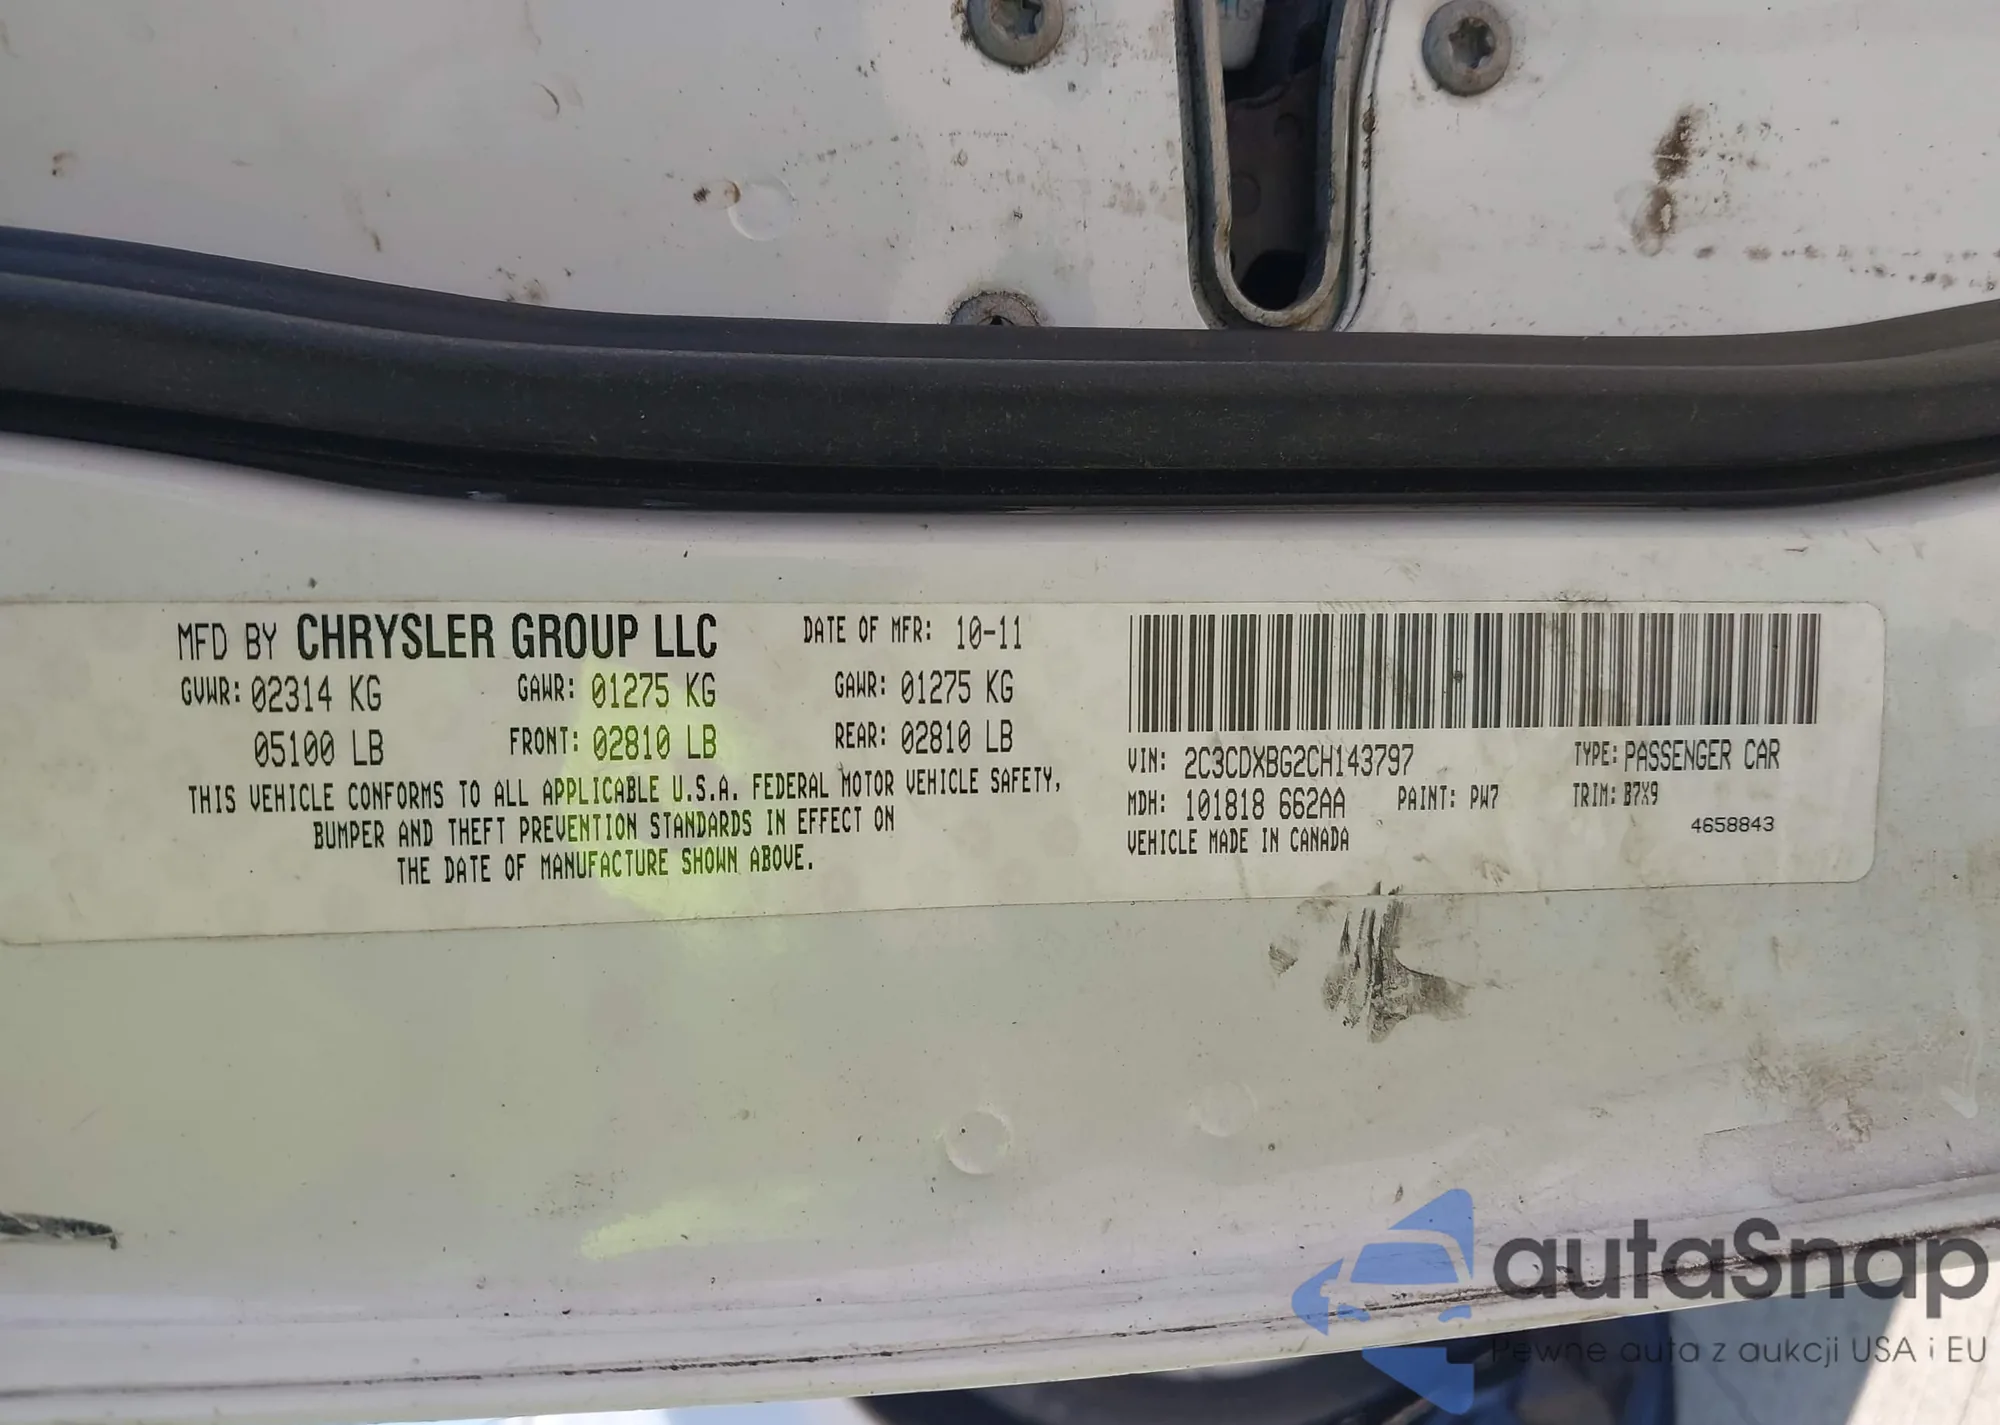 MFD BY CHRYSLER GROUP LLC DATE OF MFR: 10-11
GVWR: 02314 KG GAWR: 01275 KG GAWR: 01275 KG
05100 LB FRONT: 02810 LB REAR: 02810 LB
THIS VEHICLE CONFORMS TO ALL APPLICABLE U.S.A. FEDERAL MOTOR VEHICLE SAFETY,
BUMPER AND THEFT PREVENTION STANDARDS IN EFFECT ON
THE DATE OF MANUFACTURE SHOWN ABOVE.
VIN: 2C3CDXBG2CH143797 TYPE: PASSENGER CAR
MDH: 101818 662AA PAINT: PW7 TRIM: B7X9
4658843
VEHICLE MADE IN CANADA
autaSnap
Pewne auta z aukcji USA i EU